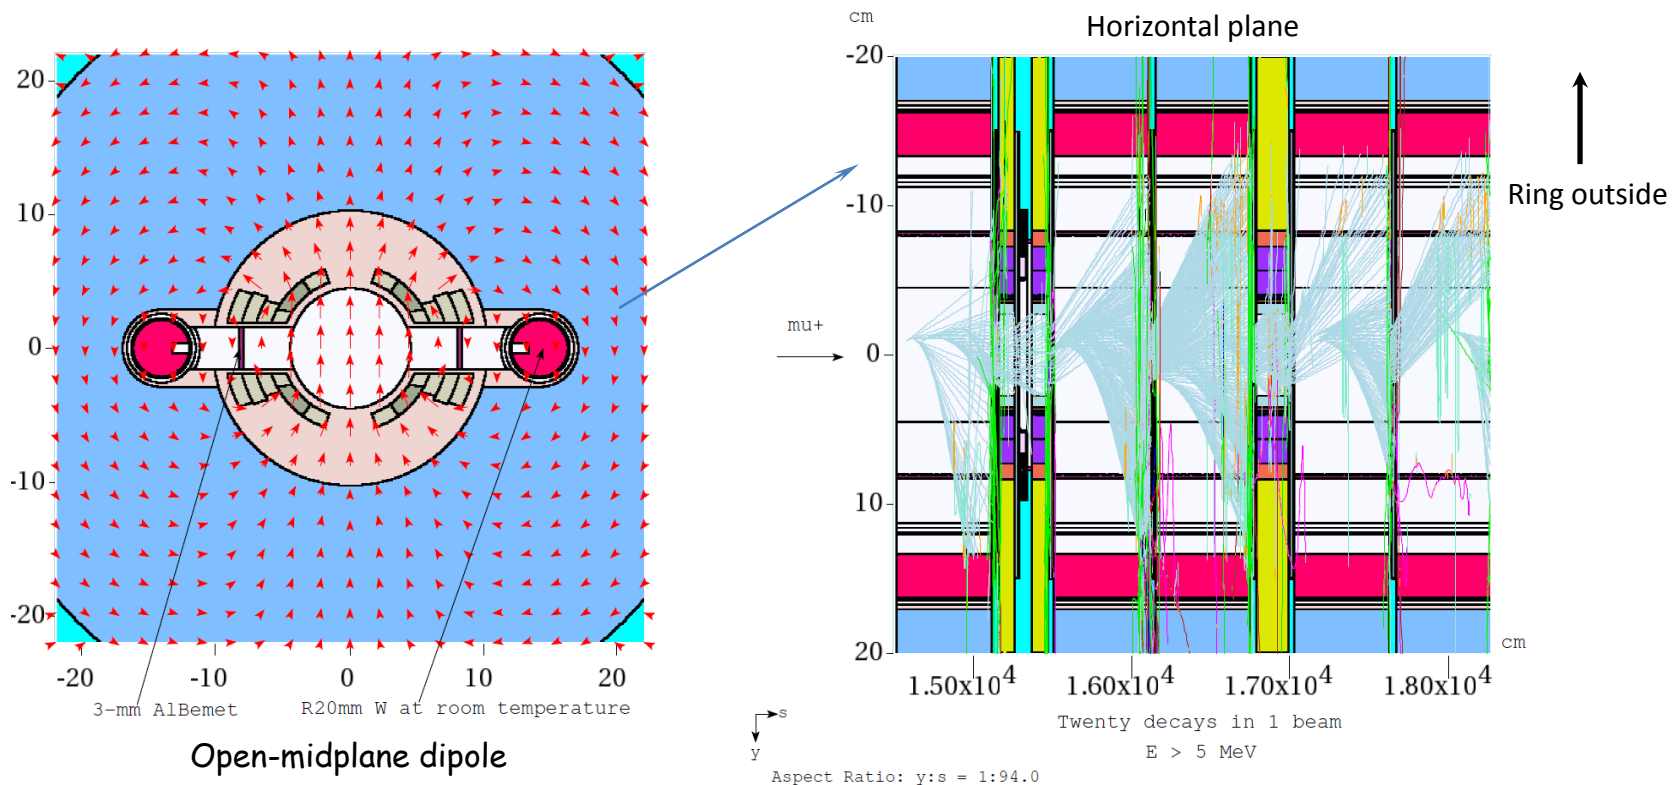 20
10
0
-10
-20
-20
-10
0
10
20
3-mm AlBemet
R20mm W at room temperature
Open-midplane dipole
cm
Horizontal plane
-20
-10
0
10
20
mu+
Ring outside
cm
1.50x10^4
1.60x10^4
1.70x10^4
1.80x10^4
s
y
Twenty decays in 1 beam
E > 5 MeV
Aspect Ratio: y:s = 1:94.0